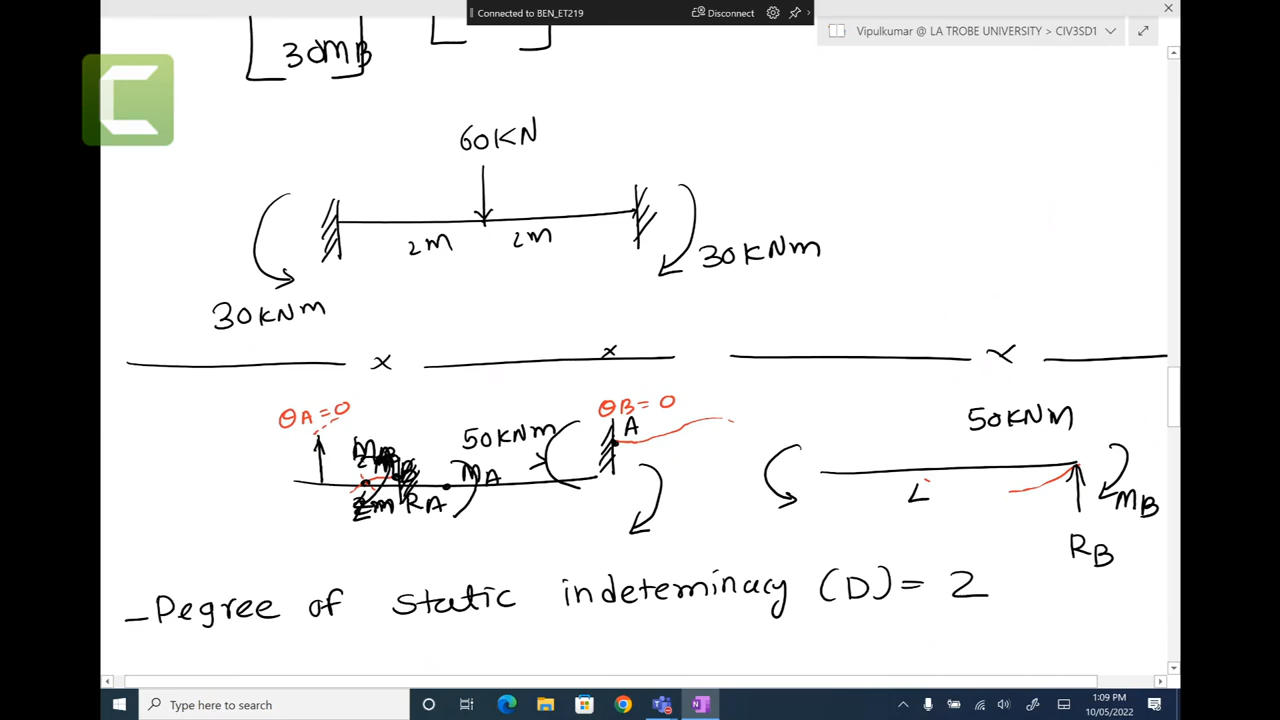 Connected to BEN_ET219
Disconnect
Vipulkumar @ LA TROBE UNIVERSITY > CIV3SD1
30MB
60KN
2m 2m
30KNm
30KNm
x x x
θA=0
θB= 0
A
50KNm
MA
2m RA
50KNm
L
MB
RB
-Degree of static indeterminacy (D)= 2
Type here to search
1:09 PM
10/05/2022